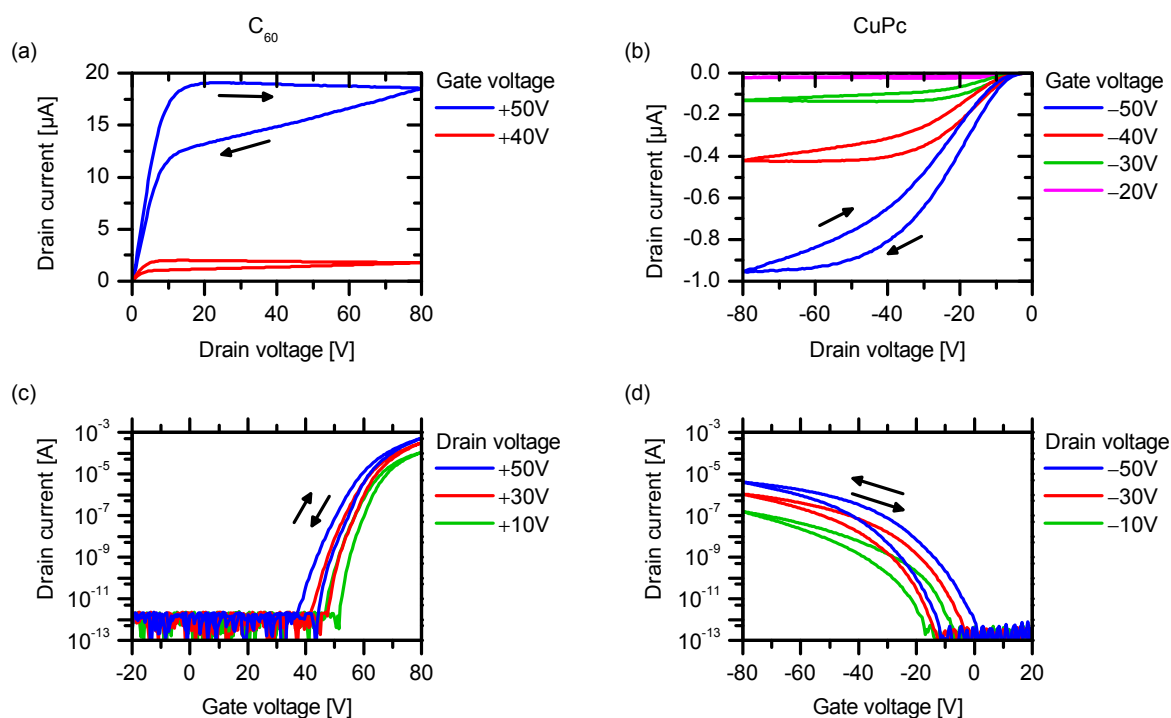 C60
CuPc
(a)
20
15
10
5
0
Drain current [µA]
0 20 40 60 80
Drain voltage [V]
Gate voltage
+50V
+40V
(b)
0.0
-0.2
-0.4
-0.6
-0.8
-1.0
Drain current [µA]
-80 -60 -40 -20 0
Drain voltage [V]
Gate voltage
−50V
−40V
−30V
−20V
(c)
10-3
10-5
10-7
10-9
10-11
10-13
Drain current [A]
-20 0 20 40 60 80
Gate voltage [V]
Drain voltage
+50V
+30V
+10V
(d)
10-3
10-5
10-7
10-9
10-11
10-13
Drain current [A]
-80 -60 -40 -20 0 20
Gate voltage [V]
Drain voltage
−50V
−30V
−10V